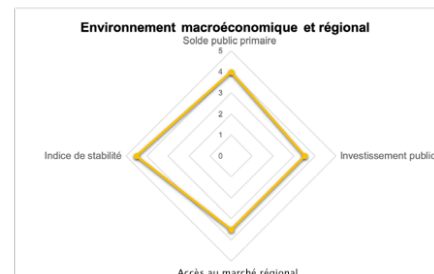 Environnement macroéconomique et régional
Solde public primaire
5
4
3
2
1
0
Indice de stabilité
Investissement public
Accès au marché régional